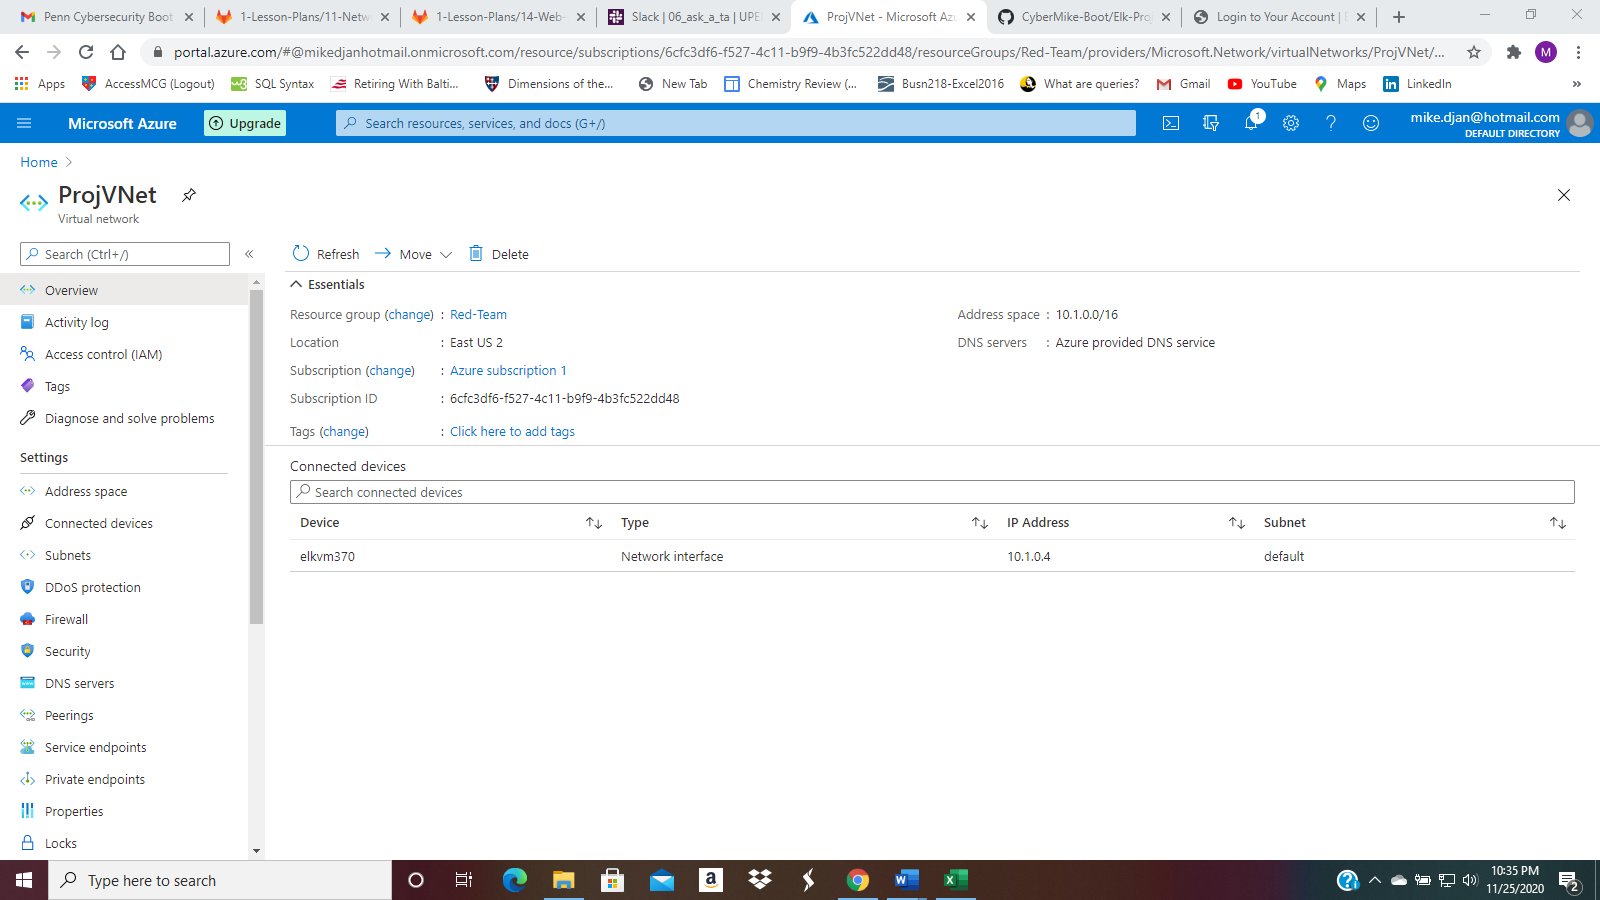 Penn Cybersecurity Boot
1-Lesson-Plans/11-Netw
1-Lesson-Plans/14-Web-
Slack | 06_ask_a_ta | UPE
ProjVNet - Microsoft Azu
CyberMike-Boot/Elk-Proj
Login to Your Account | E
portal.azure.com/#@mikedjanhotmail.onmicrosoft.com/resource/subscriptions/6cfc3df6-f527-4c11-b9f9-4b3fc522dd48/resourceGroups/Red-Team/providers/Microsoft.Network/virtualNetworks/ProjVNet/...
M
Apps
AccessMCG (Logout)
SQL Syntax
Retiring With Balti...
Dimensions of the...
New Tab
Chemistry Review (...
Busn218-Excel2016
What are queries?
Gmail
YouTube
Maps
LinkedIn
»
Microsoft Azure
Upgrade
Search resources, services, and docs (G+/)
1
mike.djan@hotmail.com
DEFAULT DIRECTORY
Home
ProjVNet
Virtual network
Search (Ctrl+/)
«
Refresh
Move
Delete
Overview
Activity log
Access control (IAM)
Tags
Diagnose and solve problems
Settings
Address space
Connected devices
Subnets
DDoS protection
Firewall
Security
DNS servers
Peerings
Service endpoints
Private endpoints
Properties
Locks
Essentials
Resource group (change) : Red-Team
Location : East US 2
Subscription (change) : Azure subscription 1
Subscription ID : 6cfc3df6-f527-4c11-b9f9-4b3fc522dd48
Tags (change) : Click here to add tags
Address space : 10.1.0.0/16
DNS servers : Azure provided DNS service
Connected devices
Search connected devices
Device Type IP Address Subnet
elkvm370 Network interface 10.1.0.4 default
Type here to search
10:35 PM
11/25/2020
2